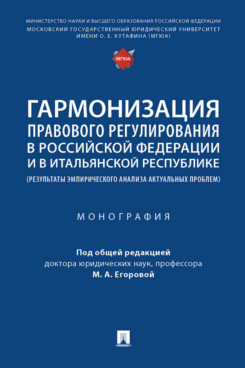 МИНИСТЕРСТВО НАУКИ И ВЫСШЕГО ОБРАЗОВАНИЯ РОССИЙСКОЙ ФЕДЕРАЦИИ
МОСКОВСКИЙ ГОСУДАРСТВЕННЫЙ ЮРИДИЧЕСКИЙ УНИВЕРСИТЕТ
ИМЕНИ О. Е. КУТАФИНА (МГЮА)
МГЮА
ГАРМОНИЗАЦИЯ
ПРАВОВОГО РЕГУЛИРОВАНИЯ
В РОССИЙСКОЙ ФЕДЕРАЦИИ
И В ИТАЛЬЯНСКОЙ РЕСПУБЛИКЕ
(РЕЗУЛЬТАТЫ ЭМПИРИЧЕСКОГО АНАЛИЗА АКТУАЛЬНЫХ ПРОБЛЕМ)
МОНОГРАФИЯ
Под общей редакцией
доктора юридических наук, профессора
М. А. Егоровой